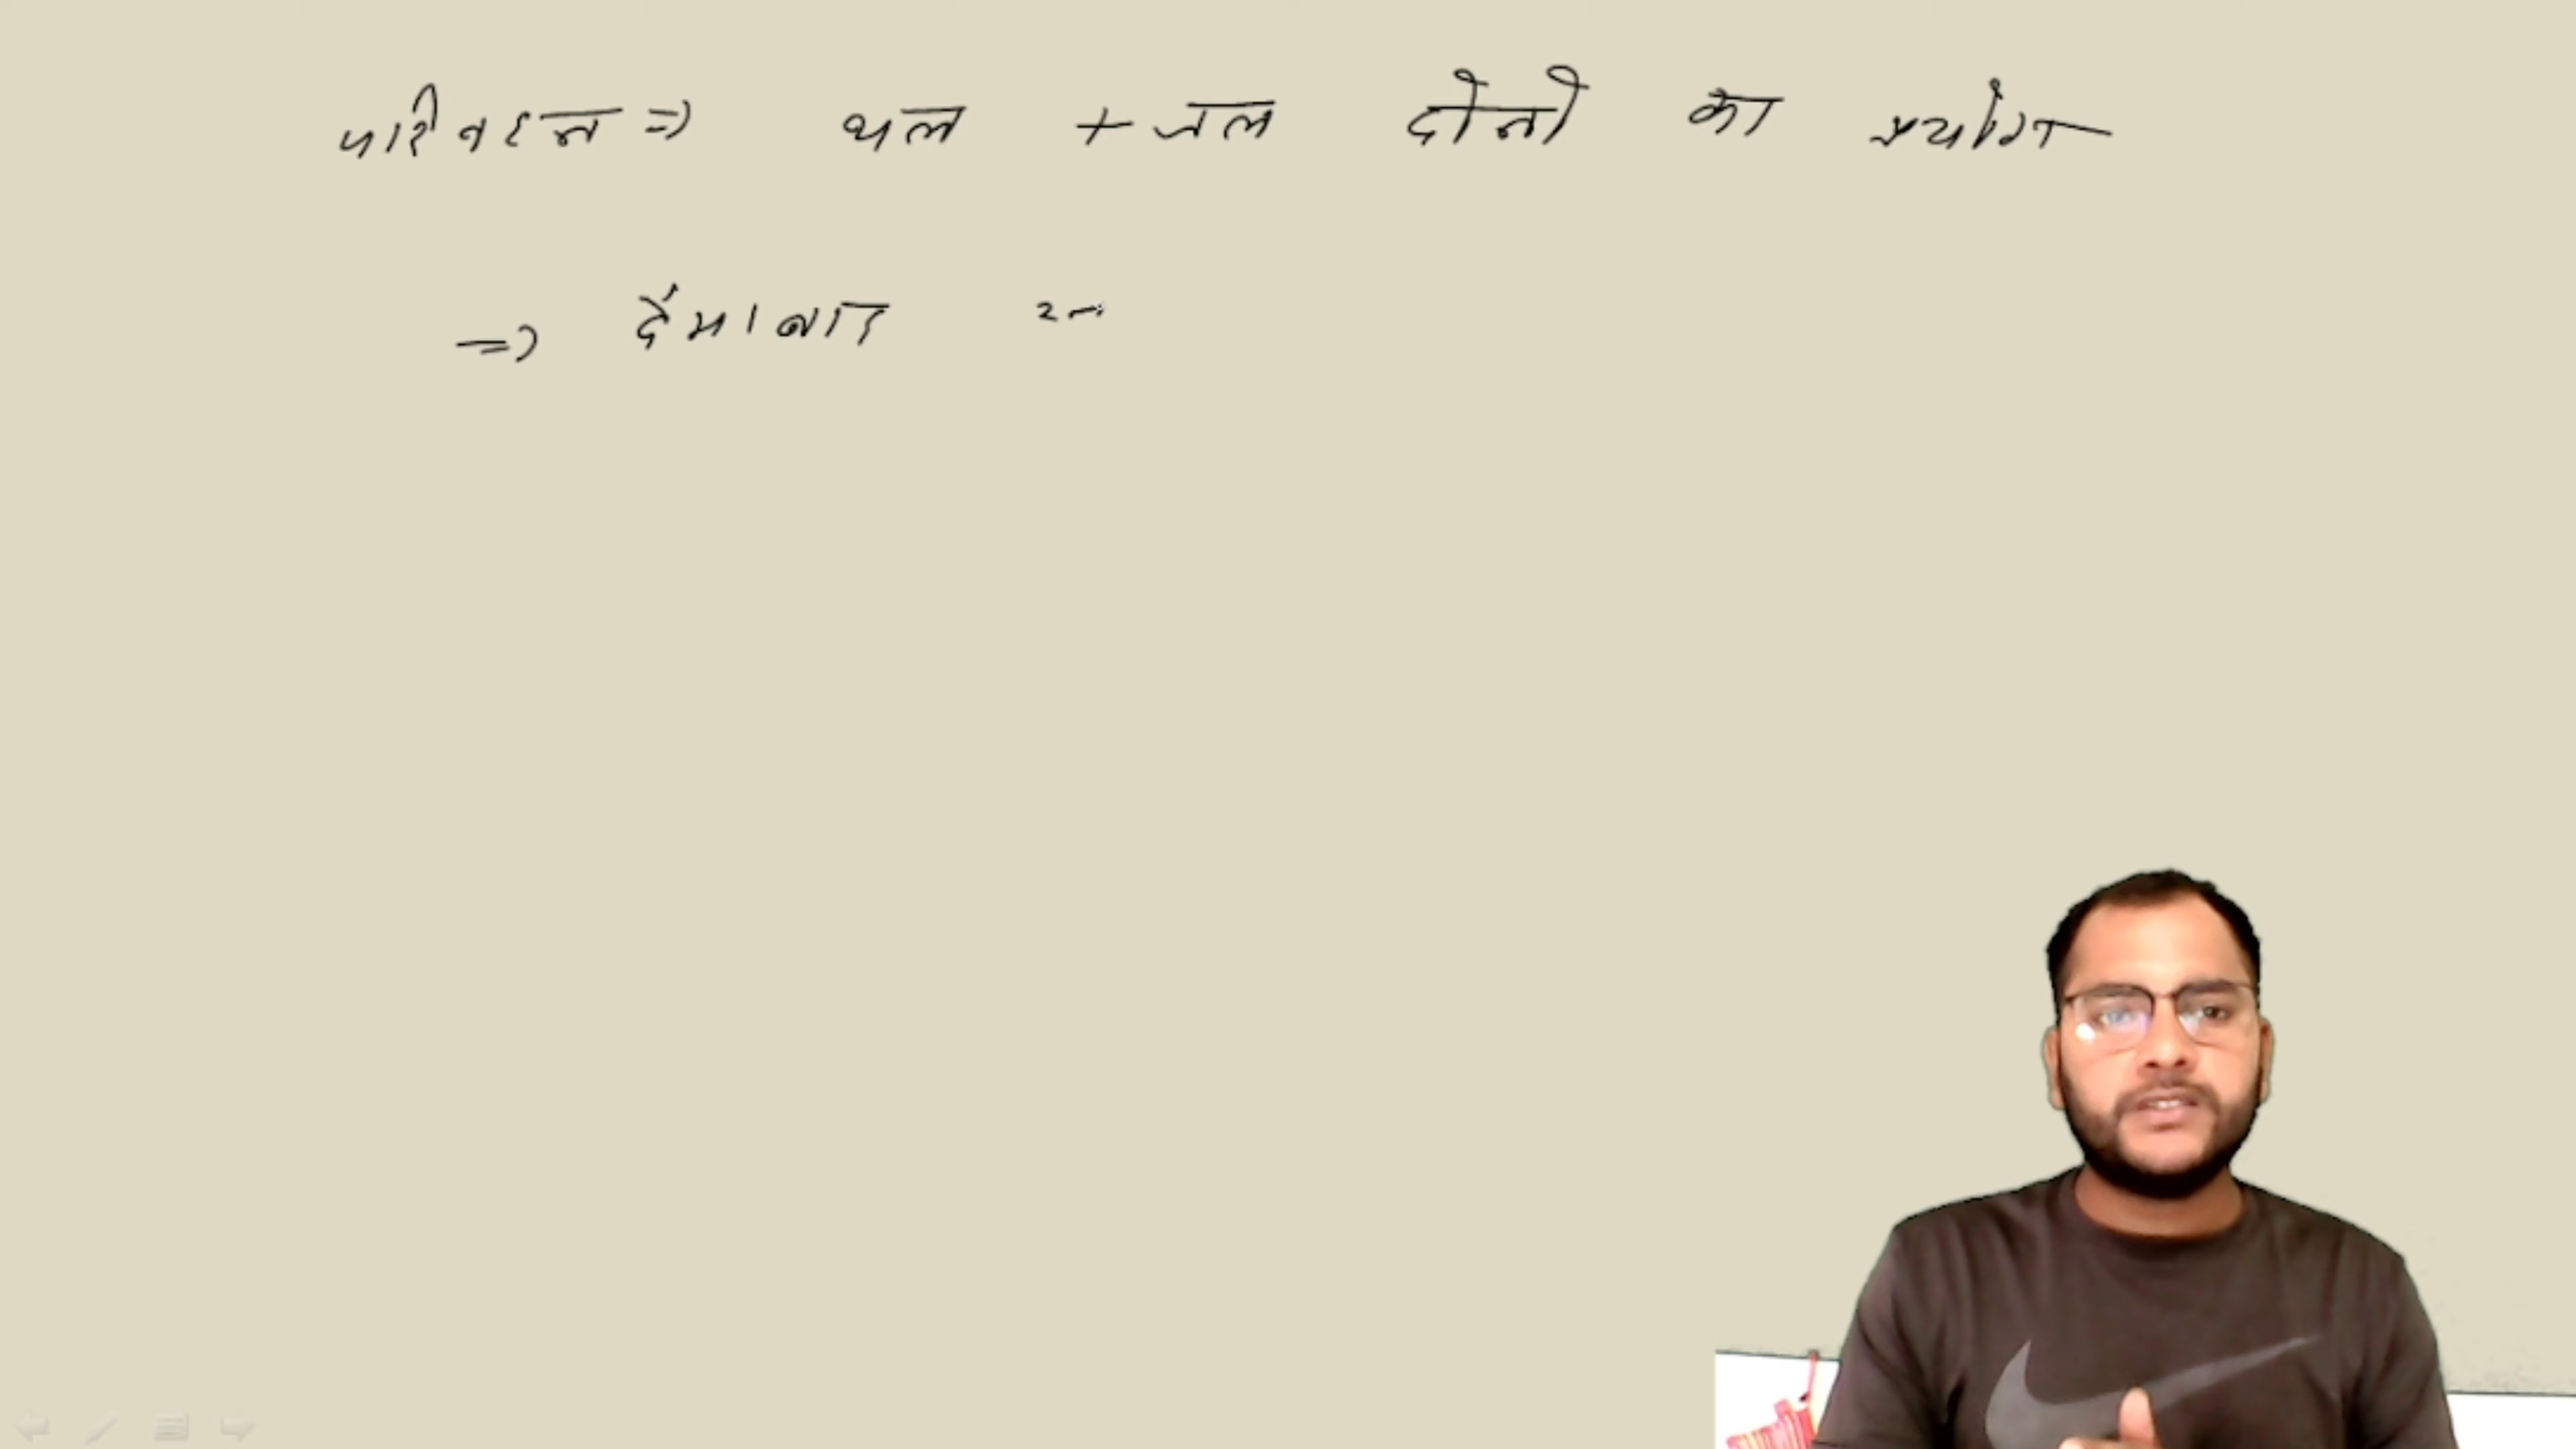 परिवहन => थल + जल दोनो का प्रयोग
=> दैमाबाद